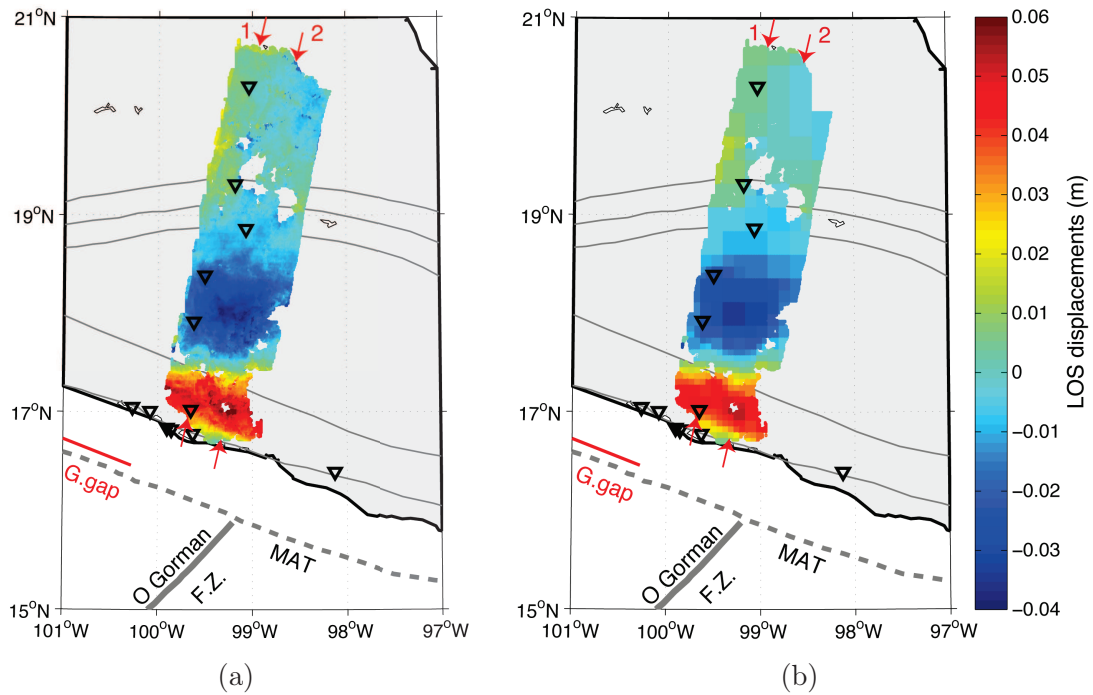 21°N
19°N
17°N
15°N
101°W 100°W 99°W 98°W 97°W
1 2
G.gap
O Gorman
F.Z.
MAT
(a)
101°W 100°W 99°W 98°W 97°W
21°N
19°N
17°N
15°N
1 2
G.gap
O Gorman
F.Z.
MAT
(b)
0.06
0.05
0.04
0.03
0.02
0.01
0
−0.01
−0.02
−0.03
−0.04
LOS displacements (m)